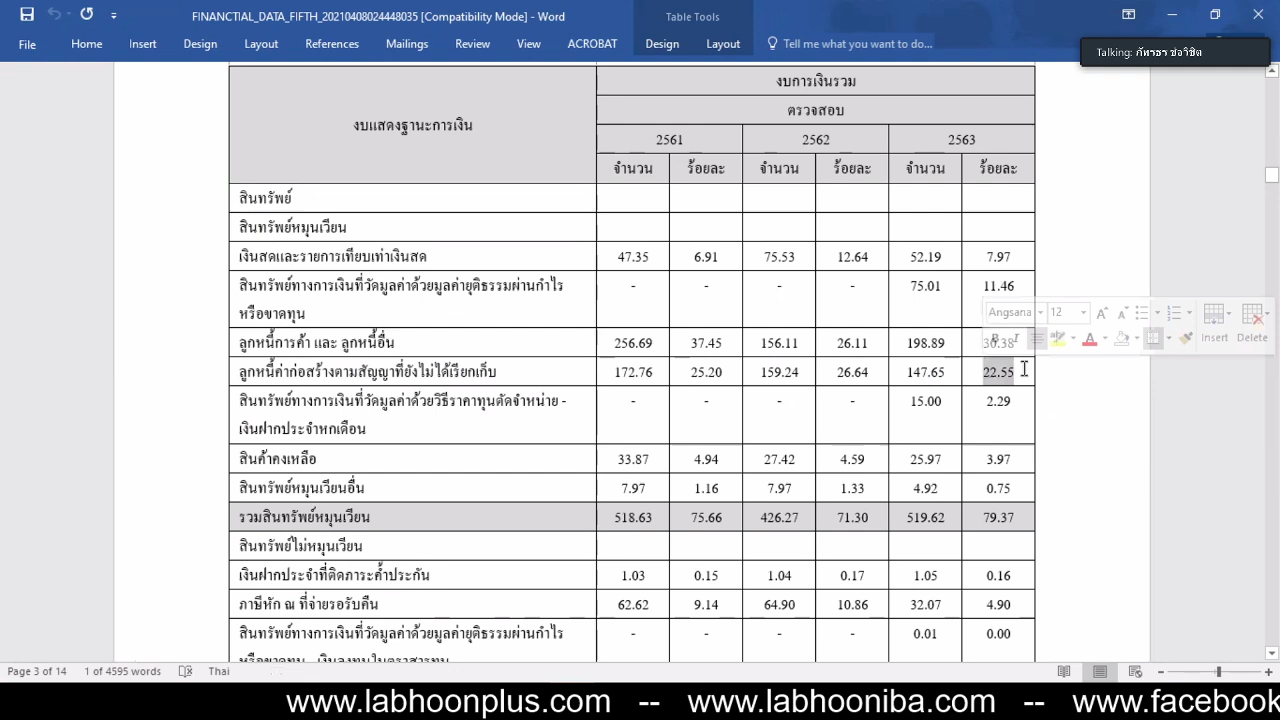 FINANCTIAL_DATA_FIFTH_20210408024448035 [Compatibility Mode] - Word
Table Tools
File Home Insert Design Layout References Mailings Review View ACROBAT Design Layout Tell me what you want to do...
Talking: ภัทรธร ช่อวิชิต
งบแสดงฐานะการเงิน งบการเงินรวม
ตรวจสอบ
2561 2562 2563
จำนวน ร้อยละ จำนวน ร้อยละ จำนวน ร้อยละ
สินทรัพย์
สินทรัพย์หมุนเวียน
เงินสดและรายการเทียบเท่าเงินสด 47.35 6.91 75.53 12.64 52.19 7.97
สินทรัพย์ทางการเงินที่วัดมูลค่าด้วยมูลค่ายุติธรรมผ่านกำไร - - - - 75.01 11.46
หรือขาดทุน
Angsana 12
ลูกหนี้การค้า และ ลูกหนี้อื่น 256.69 37.45 156.11 26.11 198.89 30.38
Insert Delete
ลูกหนี้ค่าก่อสร้างตามสัญญาที่ยังไม่ได้เรียกเก็บ 172.76 25.20 159.24 26.64 147.65 22.55
สินทรัพย์ทางการเงินที่วัดมูลค่าด้วยวิธีราคาทุนตัดจำหน่าย - - - - - 15.00 2.29
เงินฝากประจำหกเดือน
สินค้าคงเหลือ 33.87 4.94 27.42 4.59 25.97 3.97
สินทรัพย์หมุนเวียนอื่น 7.97 1.16 7.97 1.33 4.92 0.75
รวมสินทรัพย์หมุนเวียน 518.63 75.66 426.27 71.30 519.62 79.37
สินทรัพย์ไม่หมุนเวียน
เงินฝากประจำที่ติดภาระค้ำประกัน 1.03 0.15 1.04 0.17 1.05 0.16
ภาษีหัก ณ ที่จ่ายรอรับคืน 62.62 9.14 64.90 10.86 32.07 4.90
สินทรัพย์ทางการเงินที่วัดมูลค่าด้วยมูลค่ายุติธรรมผ่านกำไร - - - - 0.01 0.00
หรือขาดทุน - เงินลงทุนในตราสารทุน
Page 3 of 14 1 of 4595 words Thai
www.labhoonplus.com -- www.labhooniba.com -- www.facebook